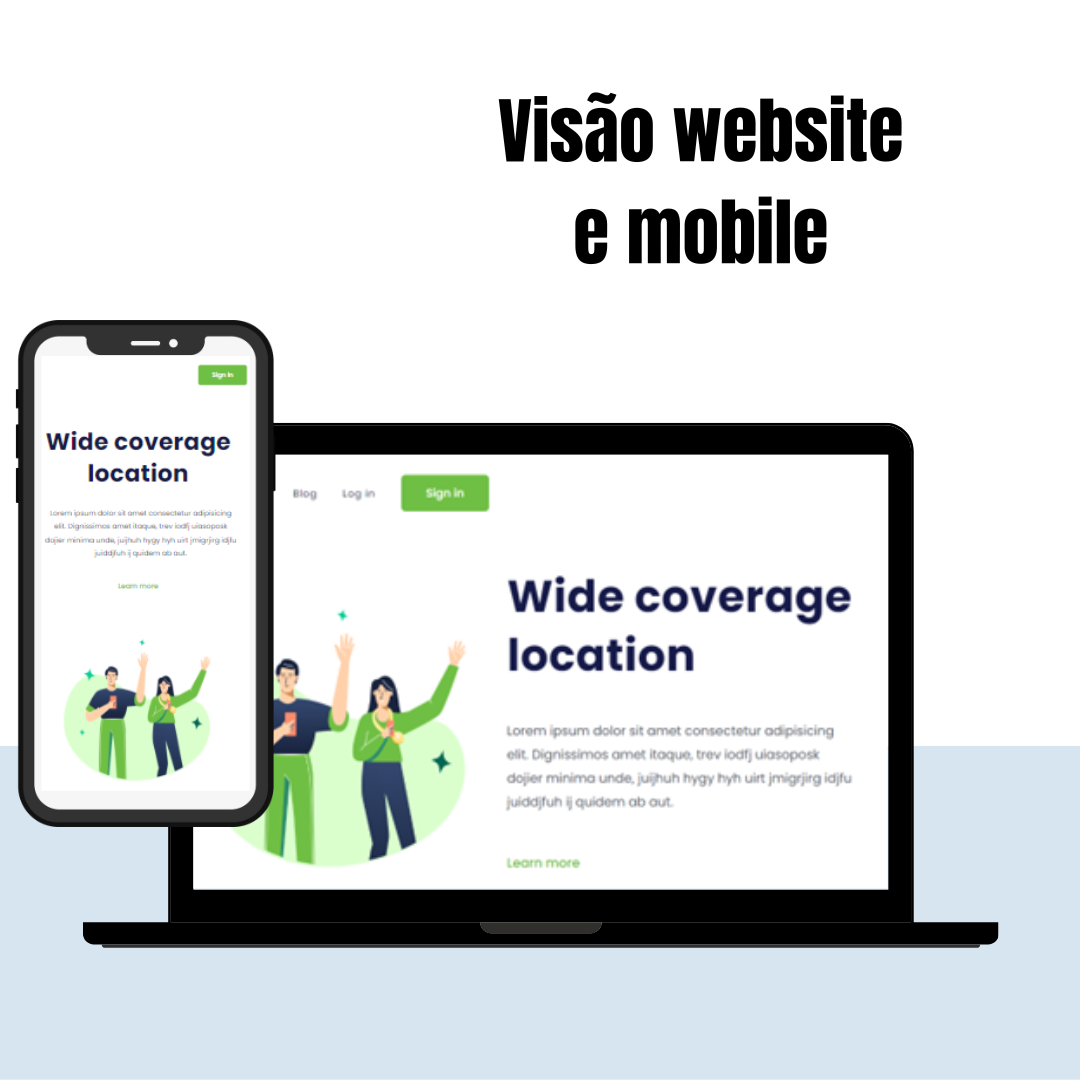 Visão website
e mobile
Sign in
Wide coverage
location
Lorem ipsum dolor sit amet consectetur adipisicing
elit. Dignissimos amet itaque, trev iodfj uiasoposk
dojier minima unde, juijhuh hygy hyh uirt jmigrjirg idjfu
juiddjfuh ij quidem ab aut.
Learn more
Blog Log in Sign in
Wide coverage
location
Lorem ipsum dolor sit amet consectetur adipisicing
elit. Dignissimos amet itaque, trev iodfj uiasoposk
dojier minima unde, juijhuh hygy hyh uirt jmigrjirg idjfu
juiddjfuh ij quidem ab aut.
Learn more